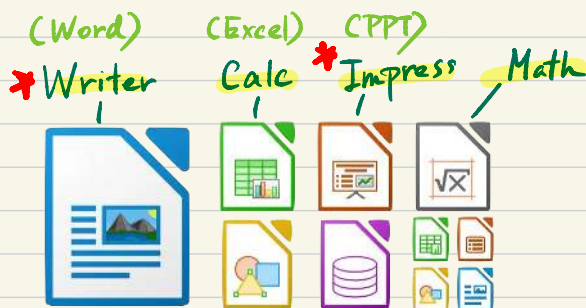 (Word) (Excel) (PPT)
*Writer Calc *Impress Math
√x